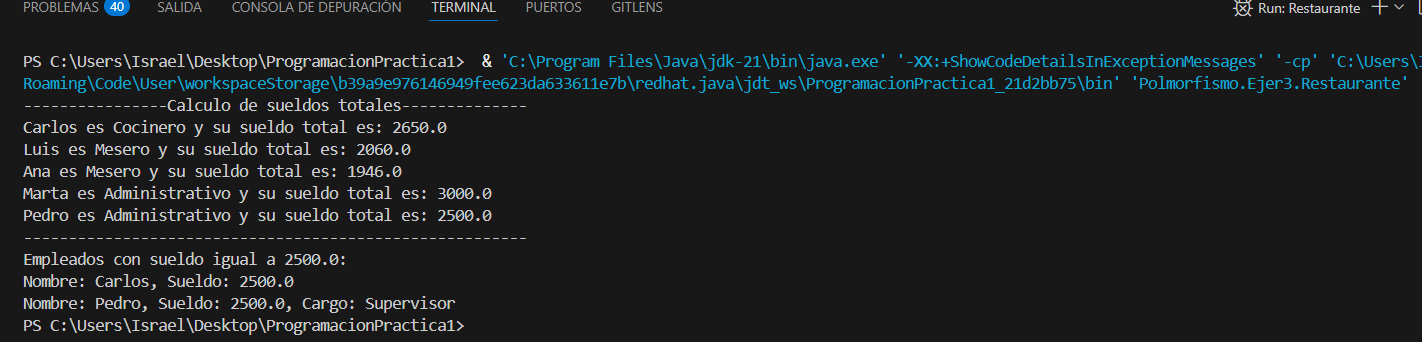 PROBLEMAS 40 SALIDA CONSOLA DE DEPURACIÓN TERMINAL PUERTOS GITLENS Run: Restaurante
PS C:\Users\Israel\Desktop\ProgramacionPractica1>  & 'C:\Program Files\Java\jdk-21\bin\java.exe' '-XX:+ShowCodeDetailsInExceptionMessages' '-cp' 'C:\Users\I
Roaming\Code\User\workspaceStorage\b39a9e976146949fee623da633611e7b\redhat.java\jdt_ws\ProgramacionPractica1_21d2bb75\bin' 'Polmorfismo.Ejer3.Restaurante'
----------------Calculo de sueldos totales--------------
Carlos es Cocinero y su sueldo total es: 2650.0
Luis es Mesero y su sueldo total es: 2060.0
Ana es Mesero y su sueldo total es: 1946.0
Marta es Administrativo y su sueldo total es: 3000.0
Pedro es Administrativo y su sueldo total es: 2500.0
--------------------------------------------------------
Empleados con sueldo igual a 2500.0:
Nombre: Carlos, Sueldo: 2500.0
Nombre: Pedro, Sueldo: 2500.0, Cargo: Supervisor
PS C:\Users\Israel\Desktop\ProgramacionPractica1>